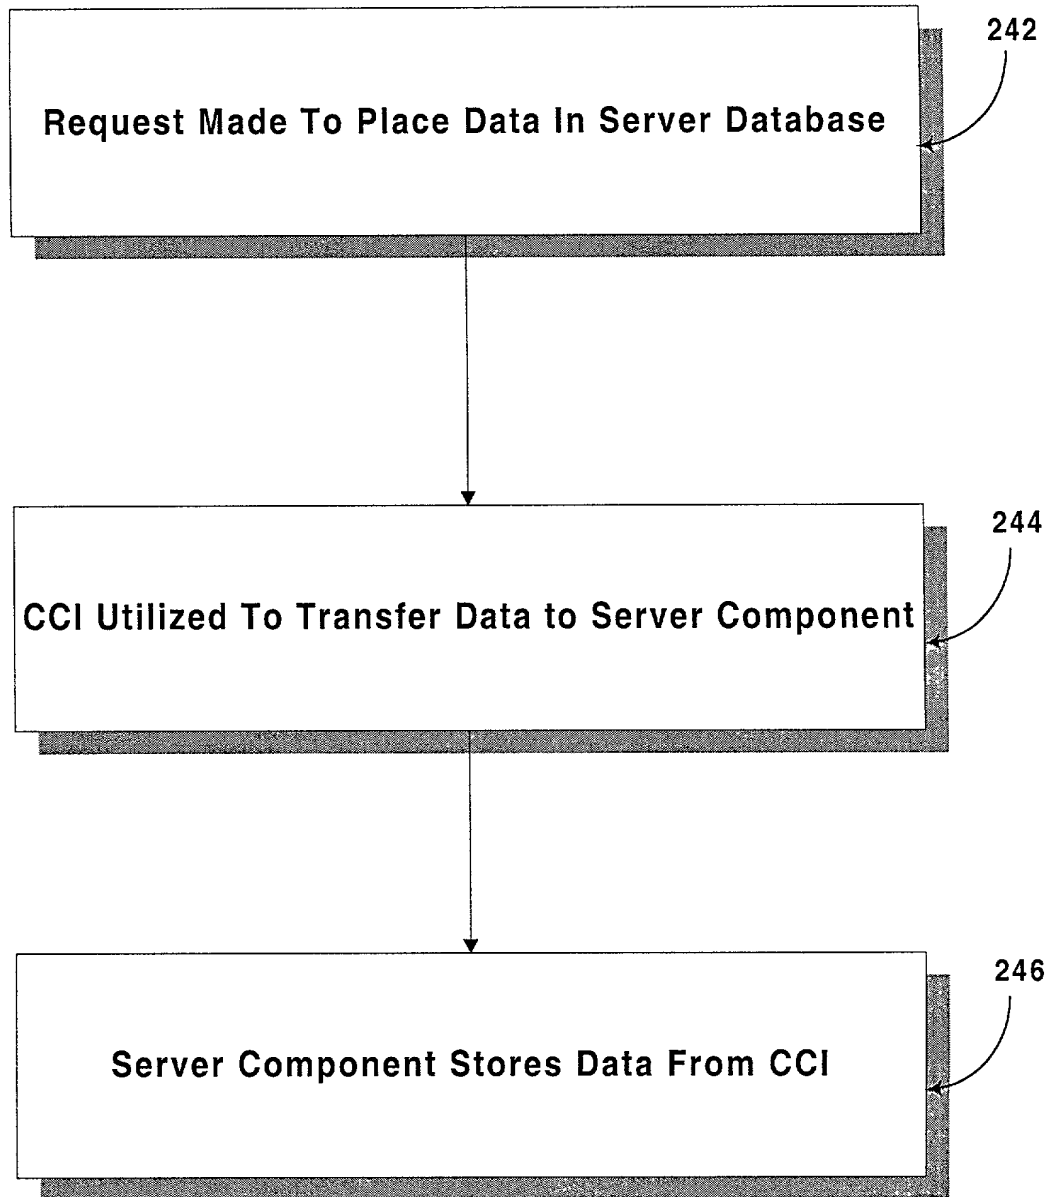 242
Request Made To Place Data In Server Database
244
CCI Utilized To Transfer Data to Server Component
246
Server Component Stores Data From CCI